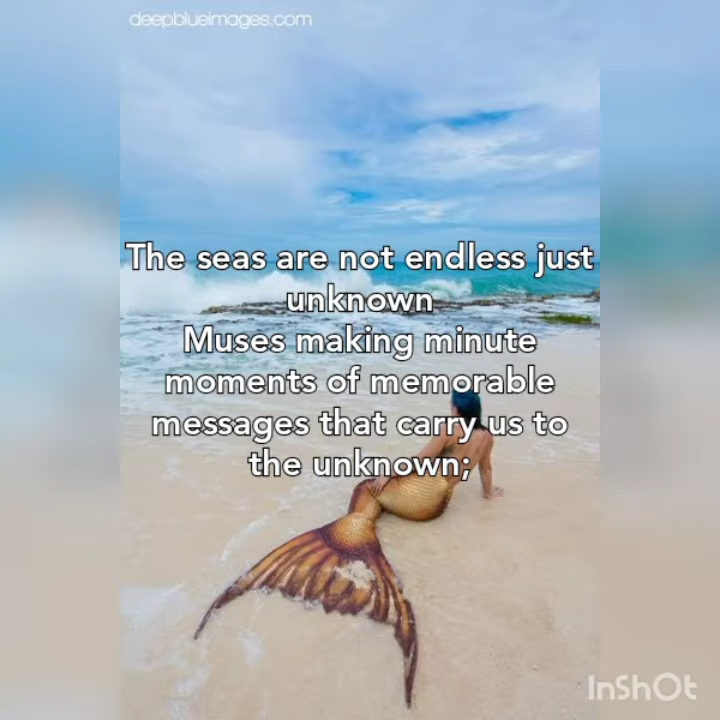 deepblueimages.com
The seas are not endless just
unknown
Muses making minute
moments of memorable
messages that carry us to
the unknown;
InShOt